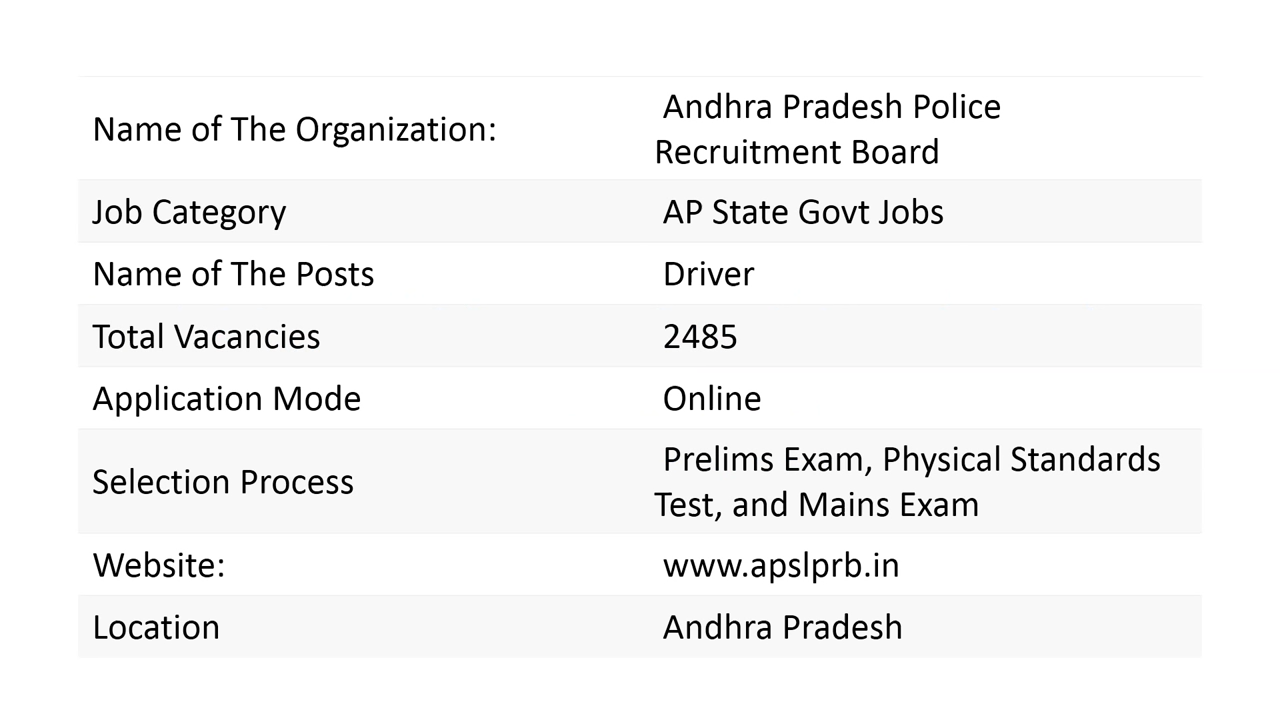 Name of The Organization:
Andhra Pradesh Police
Recruitment Board
Job Category
AP State Govt Jobs
Name of The Posts
Driver
Total Vacancies
2485
Application Mode
Online
Selection Process
Prelims Exam, Physical Standards
Test, and Mains Exam
Website:
www.apslprb.in
Location
Andhra Pradesh